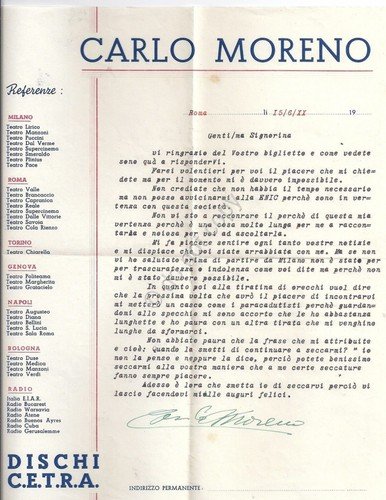 CARLO MORENO
Referenze :
MILANO
Teatro Lirico
Teatro Manzoni
Teatro Puccini
Teatro Dal Verme
Teatro Supercinema
Teatro Smeraldo
Teatro Plinius
Teatro Pace
ROMA
Teatro Valle
Teatro Brancaccio
Teatro Capranica
Teatro Reale
Teatro Supercinema
Teatro Delle Vittorie
Teatro Savoia
Teatro Cola Rienzo
TORINO
Teatro Chiarella
GENOVA
Teatro Politeama
Teatro Margherita
Teatro Grattacielo
NAPOLI
Teatro Augusteo
Teatro Diana
Teatro Bellini
Teatro S. Lucia
Teatro Sala Roma
BOLOGNA
Teatro Duse
Teatro Medica
Teatro Manzoni
Teatro Verdi
RADIO
Italia E.I.A.R.
Radio Bucarest
Radio Warsavia
Radio Atene
Radio Buenos Ayres
Radio Cuba
Radio Gerusalemme
DISCHI
C.E.T.R.A.
Roma li I5/6/XX 19
Genti/ma Signorina
vi ringrazio del Vostro biglietto e come vedete
sono quà a rispondervi.
Farei volentieri per voi il piacere che mi chie-
dete ma per il momento mi è davvero impossibile.
Non crediate che non habbia il tempo necessario
ma non posso avvicinarmi alla ENIC perchè sono in ver-
tenza con questa società.
Non vi sto a raccontare il perchè di questa mia
vertenza perchè è una cosa molto lunga per me a raccon-
tare e noiosa per voi ad ascoltarla.
Mi fa piacere sentire ogni tanto vostre notizie
e mi dispiace che voi siate arrabbiata con me. Ma se non
vi ho salutato prima di partire da Milano non è stato per
per trascuratezza o indolenza come voi dite ma perchè non
mi è stato davvero possibile.
In quanto poi alla tiratina di orecchi vuol dire
che la prossima volta che avrò il piacere di incontrarvi
mi metterò un casco come i paracadutisti perchè guardan-
domi allo specchio mi sono accorto che le ho abbastanza
lunghette e ho paura con un altra tirata che mi venghino
lunghe da sforarci.
Non abbiate paura che la frase che mi attribuite
e cioè: Quando la smetti di continuare a seccarmi? " io
non la penso e neppure la dico, perciò potete benissime
seccarmi alla vostra maniera che a me certe seccature
fanno sempre piacere.
Adesso è l'ora che smetta io di seccarvi perciò vi
lascio facendovi mille auguri felici.
Carlo Moreno
INDIRIZZO PERMANENTE :